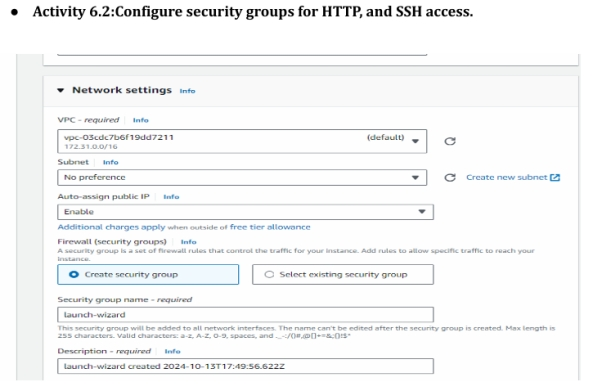 • Activity 6.2:Configure security groups for HTTP, and SSH access.
▼ Network settings Info
VPC - required Info
vpc-03cdc7b6f19dd7211 (default)
172.31.0.0/16
Subnet Info
No preference Create new subnet
Auto-assign public IP Info
Enable
Additional charges apply when outside of free tier allowance
Firewall (security groups) Info
A security group is a set of firewall rules that control the traffic for your instance. Add rules to allow specific traffic to reach your
instance.
Create security group Select existing security group
Security group name - required
launch-wizard
This security group will be added to all network interfaces. The name can't be edited after the security group is created. Max length is
255 characters. Valid characters: a-z, A-Z, 0-9, spaces, and ._-:/()#,@[]+=&;{}!$*
Description - required Info
launch-wizard created 2024-10-13T17:49:56.622Z